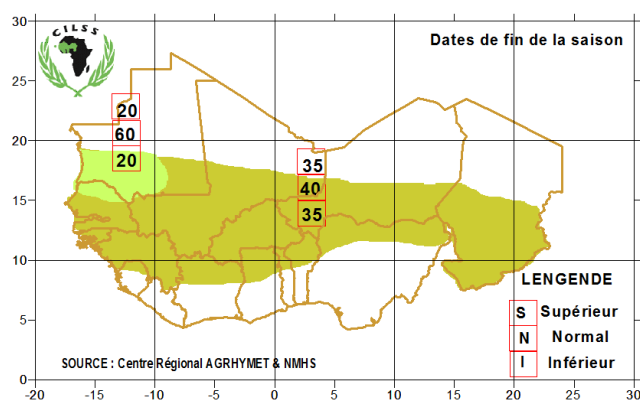 CILSS
Dates de fin de la saison
30
25
20
15
10
5
0
20
60
20
35
40
35
LENGENDE
S Supérieur
N Normal
I Inférieur
SOURCE : Centre Régional AGRHYMET & NMHS
-20 -15 -10 -5 0 5 10 15 20 25 30